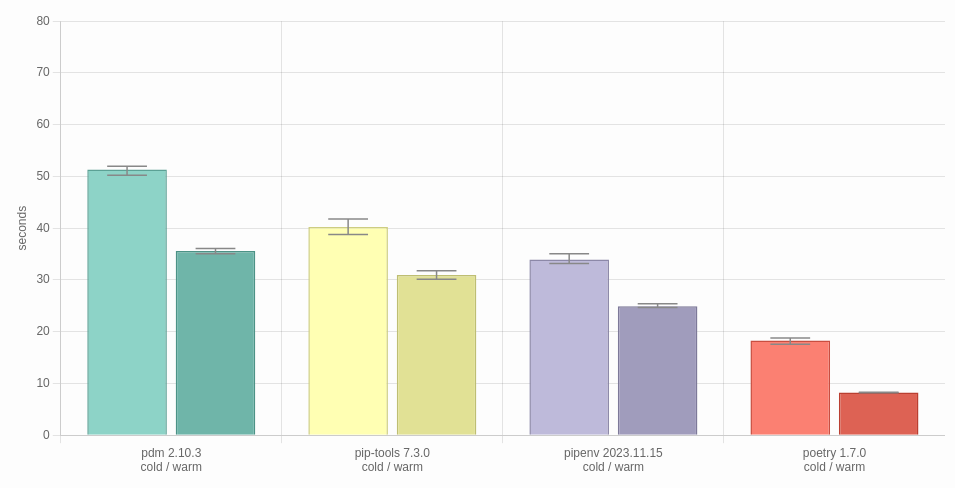 80
70
60
50
40
30
20
10
0
seconds
pdm 2.10.3
cold / warm
pip-tools 7.3.0
cold / warm
pipenv 2023.11.15
cold / warm
poetry 1.7.0
cold / warm